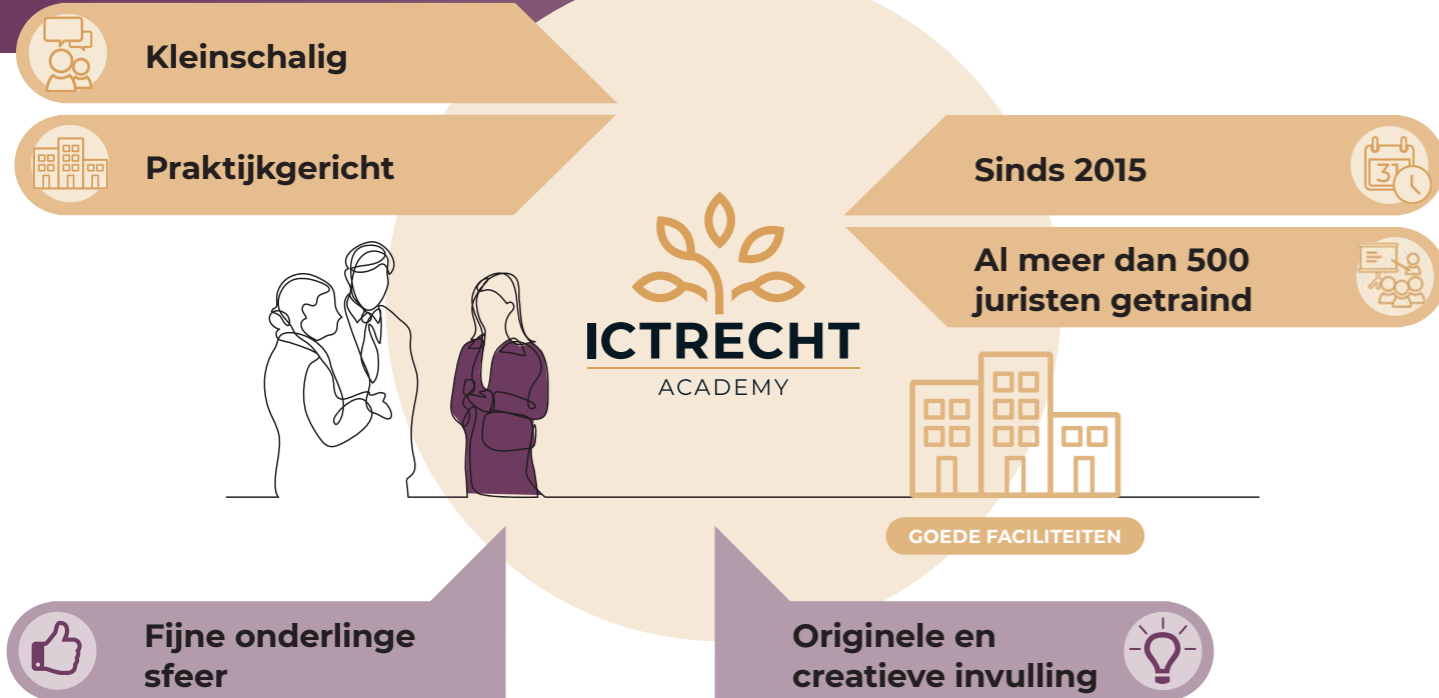 Kleinschalig
Praktijkgericht
Sinds 2015
31
Al meer dan 500
juristen getraind
ICTRECHT
ACADEMY
GOEDE FACILITEITEN
Fijne onderlinge
sfeer
Originele en
creatieve invulling